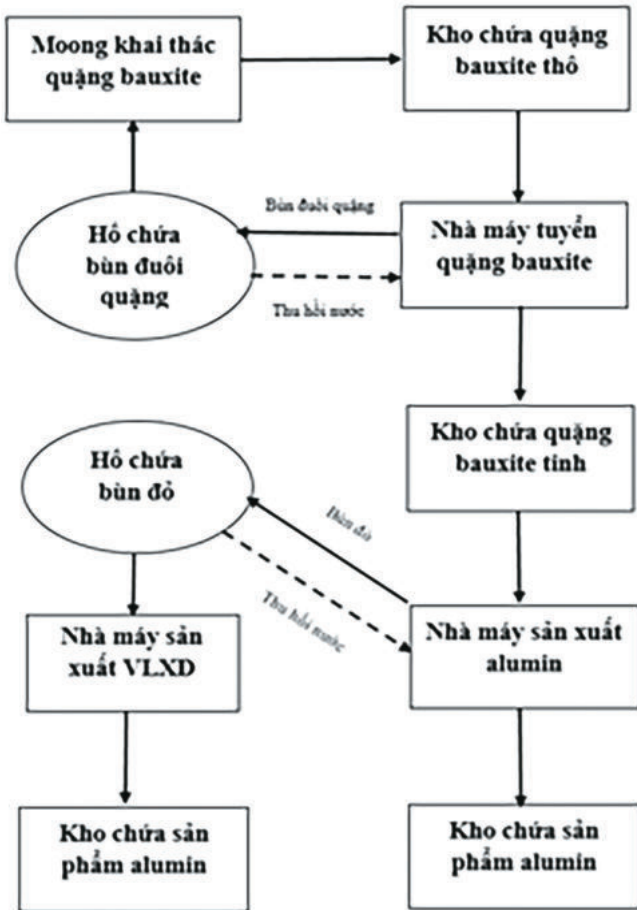 Moong khai thác
quặng bauxite
Kho chứa quặng
bauxite thô
Bùn đuôi quặng
Hồ chứa
bùn đuôi
quặng
Nhà máy tuyển
quặng bauxite
Thu hồi nước
Kho chứa quặng
bauxite tinh
Hồ chứa
bùn đỏ
Bùn đỏ
Thu hồi nước
Nhà máy sản
xuất VLXD
Nhà máy sản xuất
alumin
Kho chứa sản
phẩm alumin
Kho chứa sản
phẩm alumin